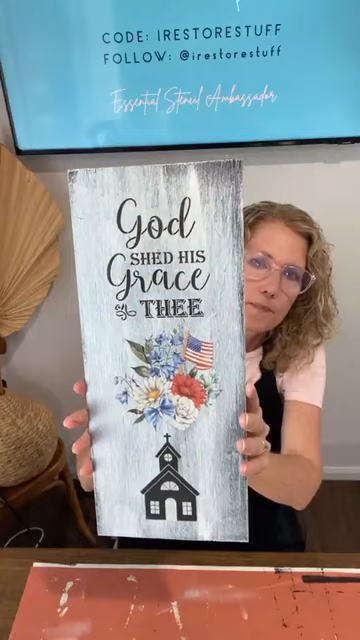 CODE: IRESTORESTUFF
FOLLOW: @irestorestuff
Essential Stencil Ambassador
God
SHED HIS
Grace
THEE